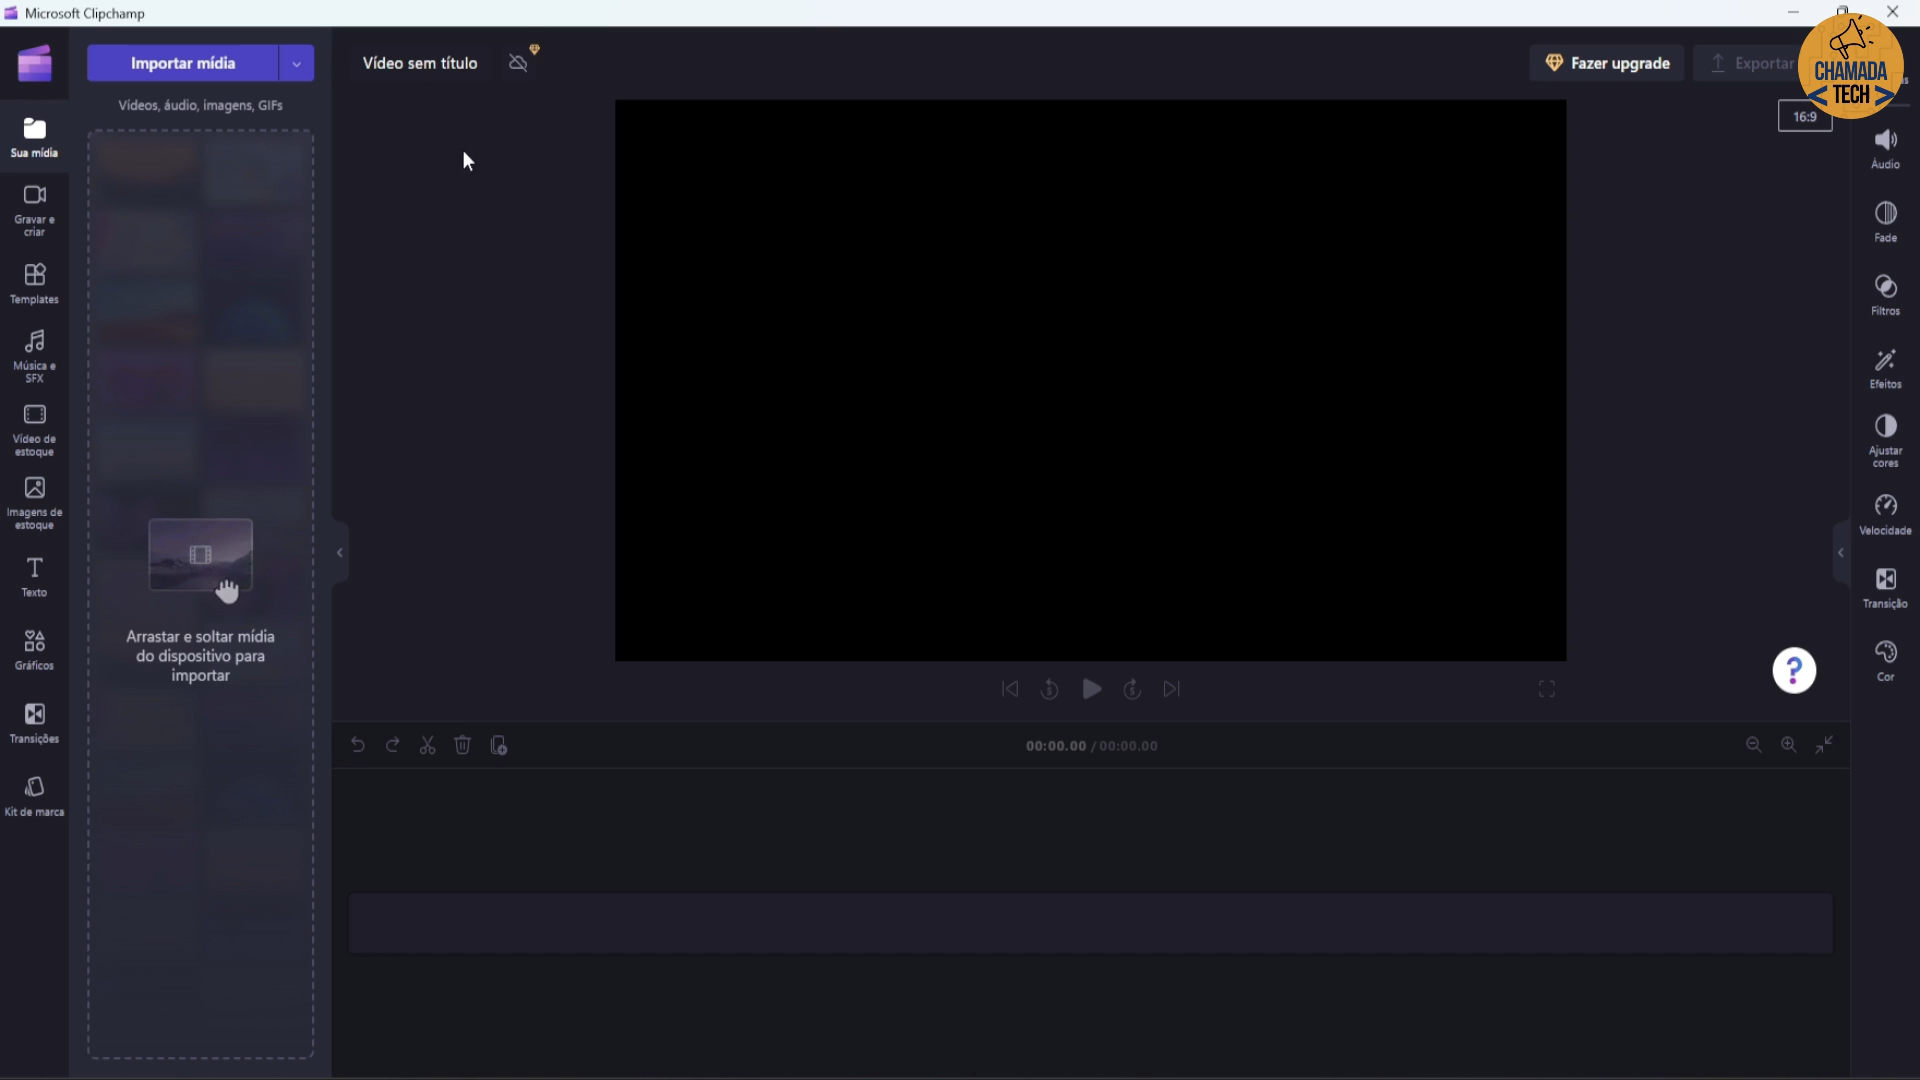 Microsoft Clipchamp
Importar mídia
Vídeo sem título
Fazer upgrade
Exportar
CHAMADA
TECH
Vídeos, áudio, imagens, GIFs
16:9
Sua mídia
Gravar e
criar
Templates
Música e
SFX
Vídeo de
estoque
Imagens de
estoque
Texto
Gráficos
Transições
Kit de marca
Arrastar e soltar mídia
do dispositivo para
importar
5
5
?
00:00.00 / 00:00.00
Áudio
Fade
Filtros
Efeitos
Ajustar
cores
Velocidade
Transição
Cor